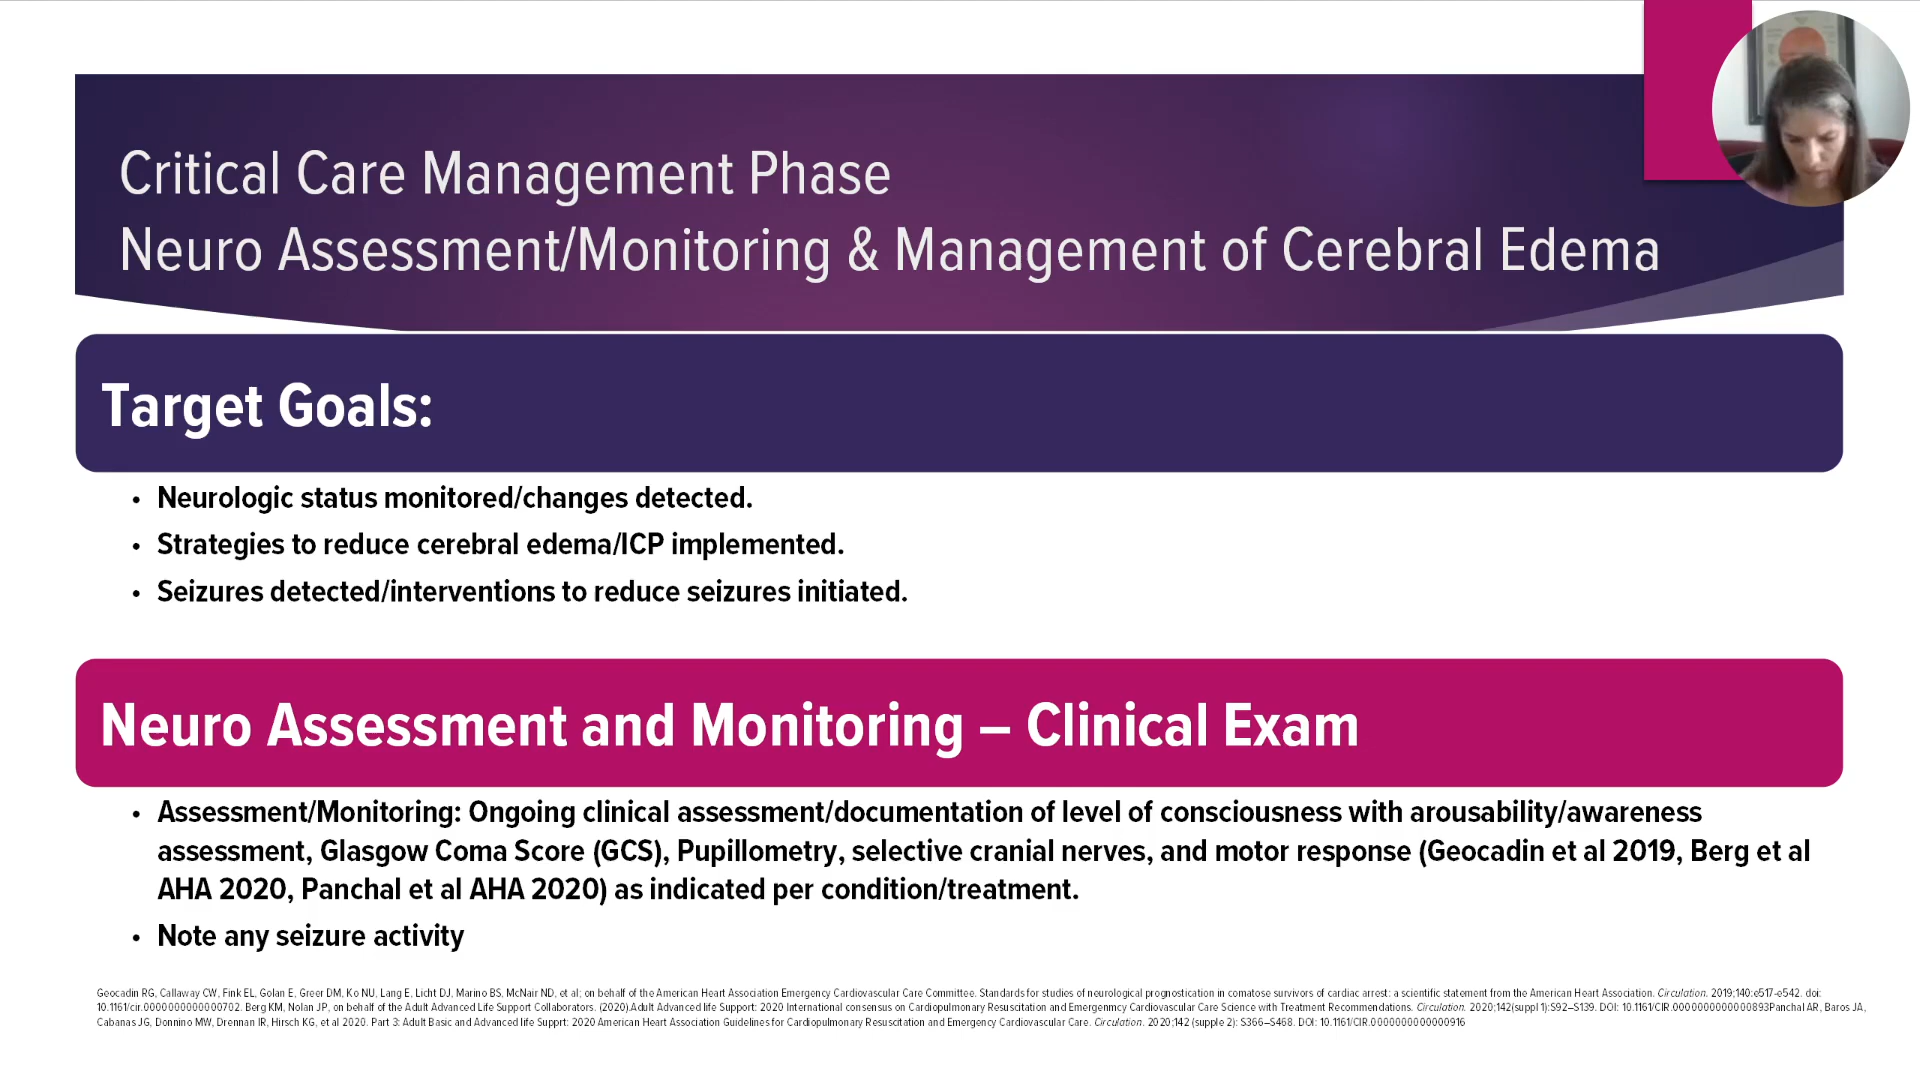 Critical Care Management Phase
Neuro Assessment/Monitoring & Management of Cerebral Edema
Target Goals:
• Neurologic status monitored/changes detected.
• Strategies to reduce cerebral edema/ICP implemented.
• Seizures detected/interventions to reduce seizures initiated.
Neuro Assessment and Monitoring – Clinical Exam
• Assessment/Monitoring: Ongoing clinical assessment/documentation of level of consciousness with arousability/awareness
assessment, Glasgow Coma Score (GCS), Pupillometry, selective cranial nerves, and motor response (Geocadin et al 2019, Berg et al
AHA 2020, Panchal et al AHA 2020) as indicated per condition/treatment.
• Note any seizure activity
Geocadin RG, Callaway CW, Fink EL, Golan E, Greer DM, Ko NU, Lang E, Licht DJ, Marino BS, McNair ND, et al; on behalf of the American Heart Association Emergency Cardiovascular Care Committee. Standards for studies of neurological prognostication in comatose survivors of cardiac arrest: a scientific statement from the American Heart Association. Circulation. 2019;140:e517-e542. doi:
10.1161/cir.0000000000000702. Berg KM, Nolan JP, on behalf of the Adult Advanced Life Support Collaborators. (2020).Adult Advanced life Support: 2020 International consensus on Cardiopulmonary Resuscitation and Emergenmcy Cardiovascular Care Science with Treatment Recommendations. Circulation. 2020;142(suppl 1):S92–S139. DOI: 10.1161/CIR.0000000000000893Panchal AR, Baros JA,
Cabanas JG, Donnino MW, Drennan IR, Hirsch KG, et al 2020. Part 3: Adult Basic and Advanced life Supprt: 2020 American Heart Association Guidelines for Cardiopulmonary Resuscitation and Emergency Cardiovascular Care. Circulation. 2020;142 (supple 2): S366–S468. DOI: 10.1161/CIR.0000000000000916